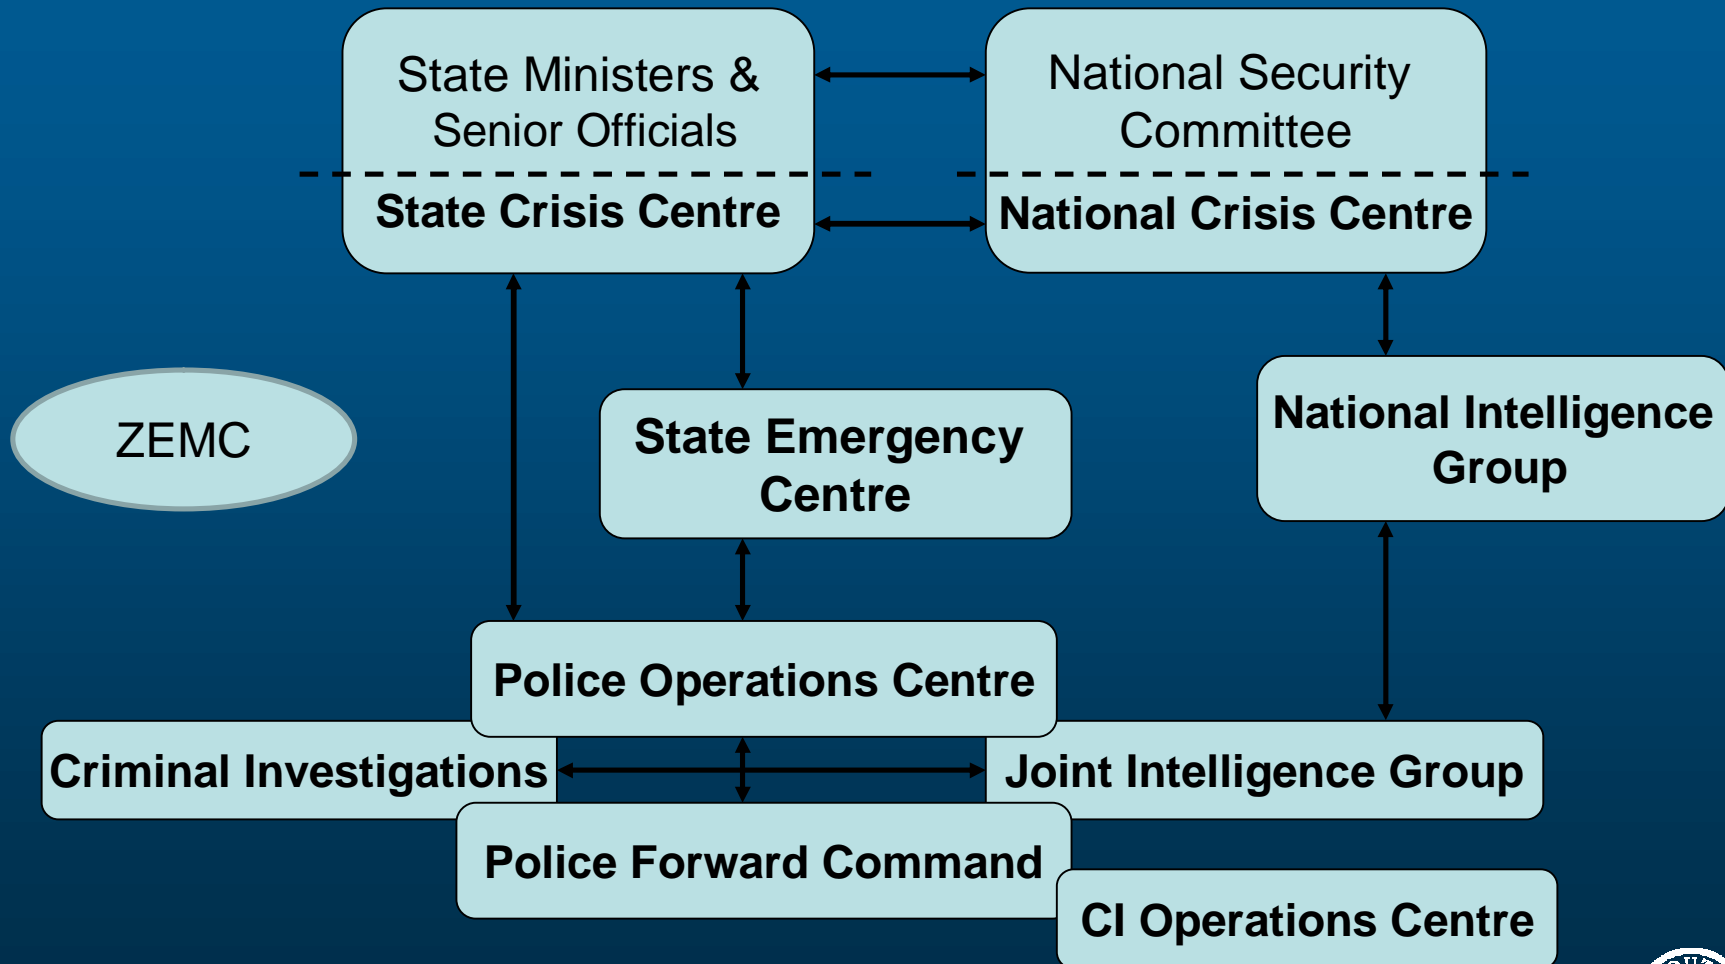 State Ministers &
Senior Officials
State Crisis Centre
National Security
Committee
National Crisis Centre
ZEMC
State Emergency
Centre
National Intelligence
Group
Police Operations Centre
Criminal Investigations
Joint Intelligence Group
Police Forward Command
CI Operations Centre